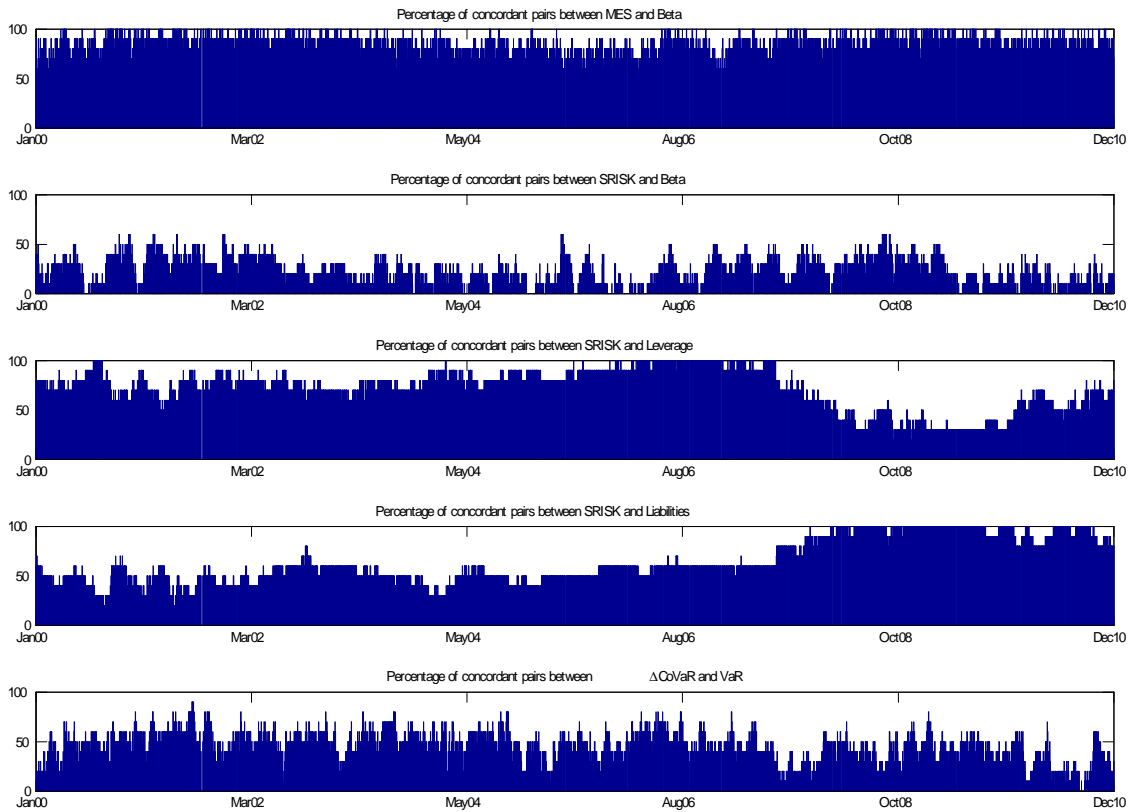 Percentage of concordant pairs between MES and Beta
100
50
0
Jan00 Mar02 May04 Aug06 Oct08 Dec10
Percentage of concordant pairs between SRISK and Beta
100
50
0
Jan00 Mar02 May04 Aug06 Oct08 Dec10
Percentage of concordant pairs between SRISK and Leverage
100
50
0
Jan00 Mar02 May04 Aug06 Oct08 Dec10
Percentage of concordant pairs between SRISK and Liabilities
100
50
0
Jan00 Mar02 May04 Aug06 Oct08 Dec10
Percentage of concordant pairs between ΔCoVaR and VaR
100
50
0
Jan00 Mar02 May04 Aug06 Oct08 Dec10